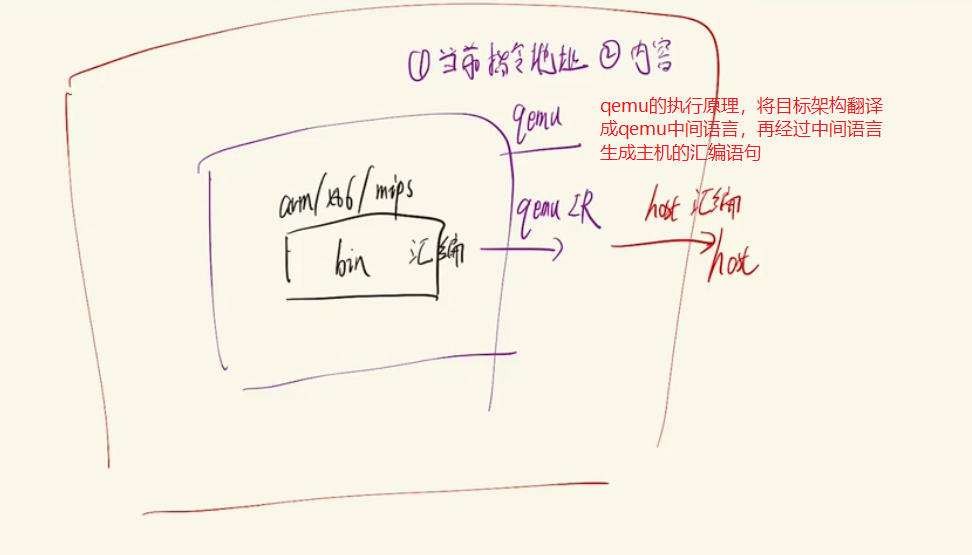 ①当前指令地址 ②内容
qemu
qemu的执行原理，将目标架构翻译
成qemu中间语言，再经过中间语言
生成主机的汇编语句
arm/x86/mips
qemu IR
host 汇编
bin 汇编
host